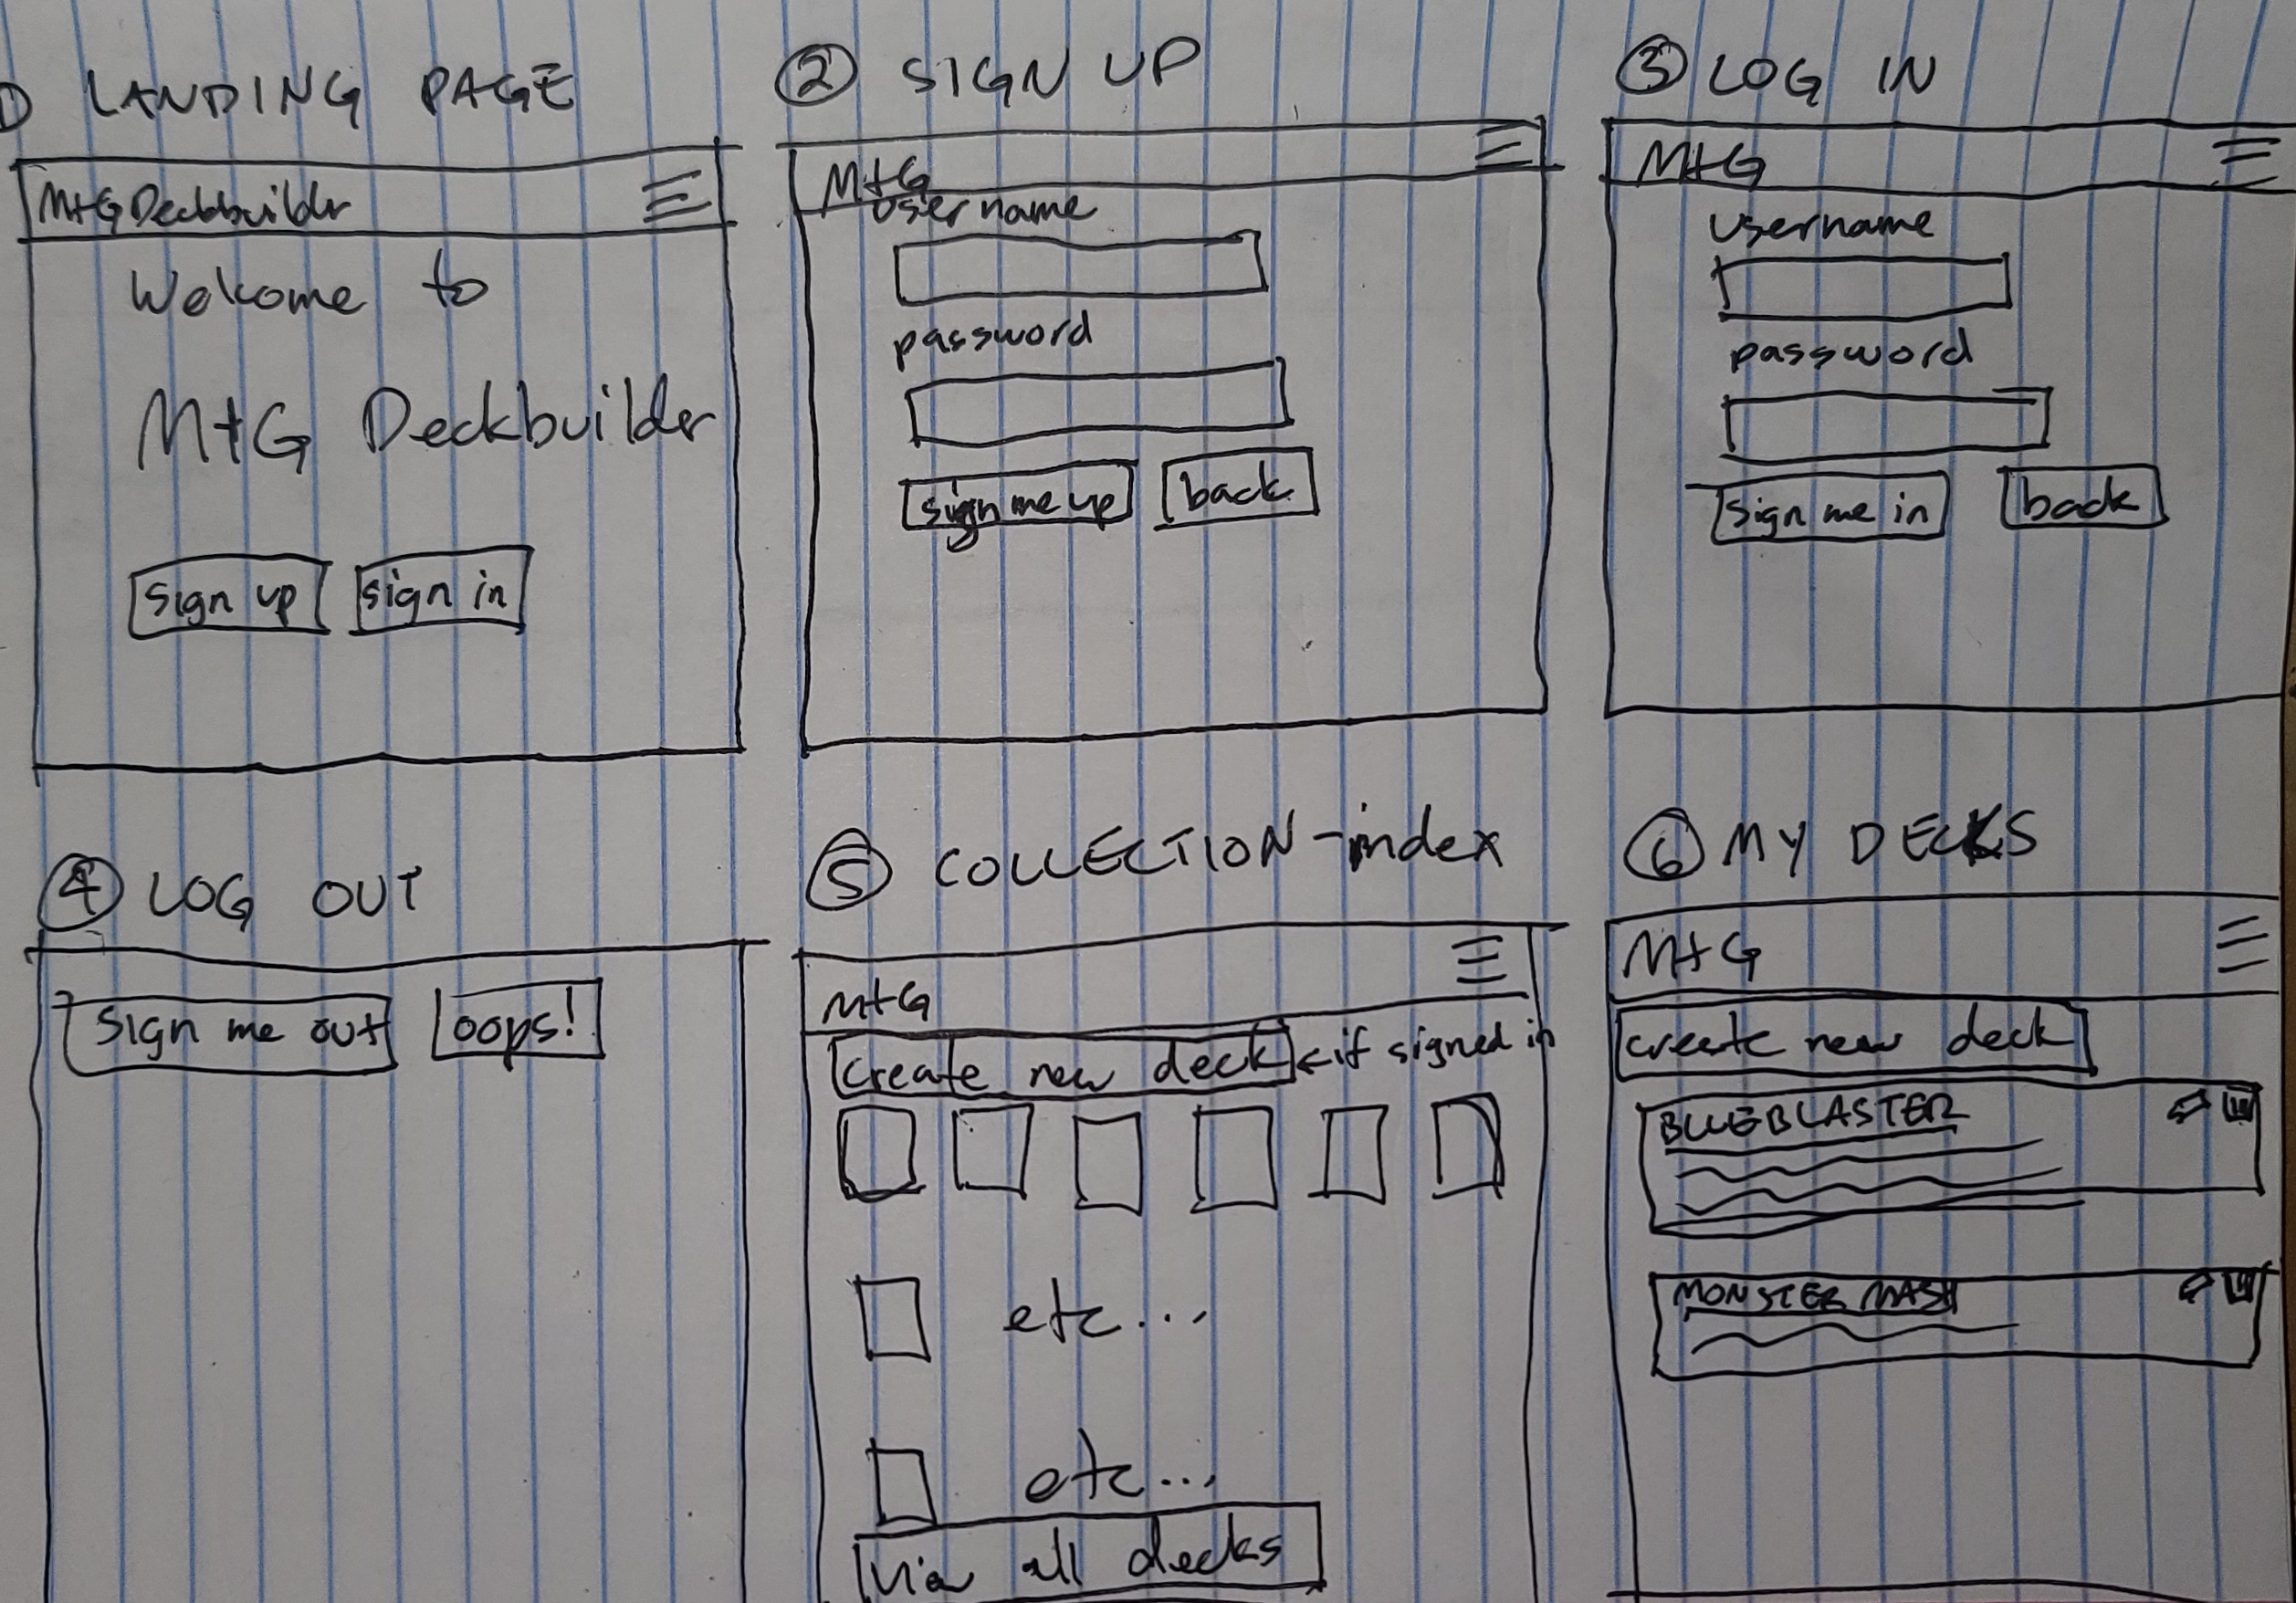 ① LANDING PAGE
MtG Deckbuilder
Welcome to
MtG Deckbuilder
sign up
sign in
② SIGN UP
MtG
username
password
sign me up
back
③ LOG IN
MtG
username
password
sign me in
back
④ LOG OUT
sign me out
oops!
⑤ COLLECTION - index
MtG
create new deck ← if signed in
etc...
etc...
all decks
⑥ MY DECKS
MtG
create new deck
BLUEBLASTER
MONSTER MASH